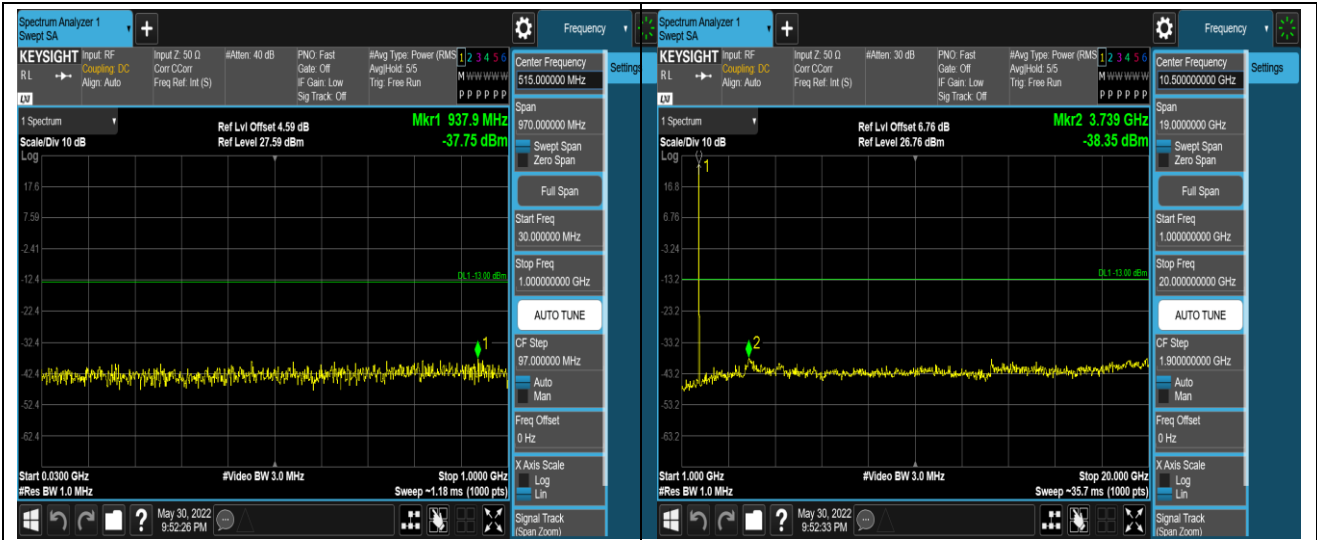 Spectrum Analyzer 1
Swept SA
+
Frequency
KEYSIGHT
RL
LXI
Input: RF
Coupling: DC
Align: Auto
Input Z: 50 Ω
Corr CCorr
Freq Ref: Int (S)
#Atten: 40 dB
PNO: Fast
Gate: Off
IF Gain: Low
Sig Track: Off
#Avg Type: Power (RMS
Avg|Hold: 5/5
Trig: Free Run
1 2 3 4 5 6
M W W W W W
P P P P P P
1 Spectrum
Scale/Div 10 dB
Log
Ref Lvl Offset 4.59 dB
Ref Level 27.59 dBm
Mkr1 937.9 MHz
-37.75 dBm
17.6
7.59
-2.41
-12.4
-22.4
-32.4
-42.4
-52.4
-62.4
DL1 -13.00 dBm
1
Start 0.0300 GHz
#Res BW 1.0 MHz
#Video BW 3.0 MHz
Stop 1.0000 GHz
Sweep ~1.18 ms (1000 pts)
Center Frequency
515.000000 MHz
Settings
Span
970.000000 MHz
Swept Span
Zero Span
Full Span
Start Freq
30.000000 MHz
Stop Freq
1.000000000 GHz
AUTO TUNE
CF Step
97.000000 MHz
Auto
Man
Freq Offset
0 Hz
X Axis Scale
Log
Lin
Signal Track
(Span Zoom)
?
May 30, 2022
9:52:26 PM
Spectrum Analyzer 1
Swept SA
+
Frequency
KEYSIGHT
RL
LXI
Input: RF
Coupling: DC
Align: Auto
Input Z: 50 Ω
Corr CCorr
Freq Ref: Int (S)
#Atten: 30 dB
PNO: Fast
Gate: Off
IF Gain: Low
Sig Track: Off
#Avg Type: Power (RMS
Avg|Hold: 5/5
Trig: Free Run
1 2 3 4 5 6
M W W W W W
P P P P P P
1 Spectrum
Scale/Div 10 dB
Log
Ref Lvl Offset 6.76 dB
Ref Level 26.76 dBm
Mkr2 3.739 GHz
-38.35 dBm
16.8
6.76
-3.24
-13.2
-23.2
-33.2
-43.2
-53.2
-63.2
DL1 -13.00 dBm
1
2
Start 1.000 GHz
#Res BW 1.0 MHz
#Video BW 3.0 MHz
Stop 20.000 GHz
Sweep ~35.7 ms (1000 pts)
Center Frequency
10.500000000 GHz
Settings
Span
19.0000000 GHz
Swept Span
Zero Span
Full Span
Start Freq
1.000000000 GHz
Stop Freq
20.000000000 GHz
AUTO TUNE
CF Step
1.900000000 GHz
Auto
Man
Freq Offset
0 Hz
X Axis Scale
Log
Lin
Signal Track
(Span Zoom)
?
May 30, 2022
9:52:33 PM